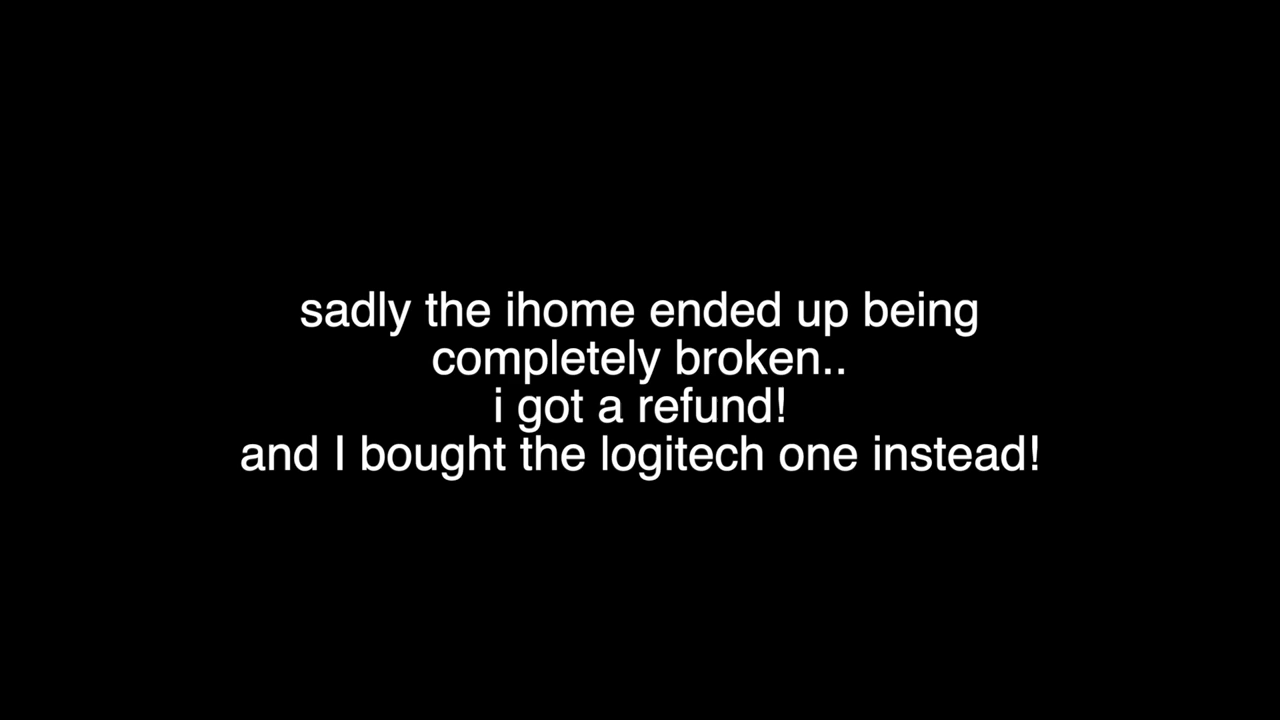 sadly the ihome ended up being
completely broken..
i got a refund!
and I bought the logitech one instead!